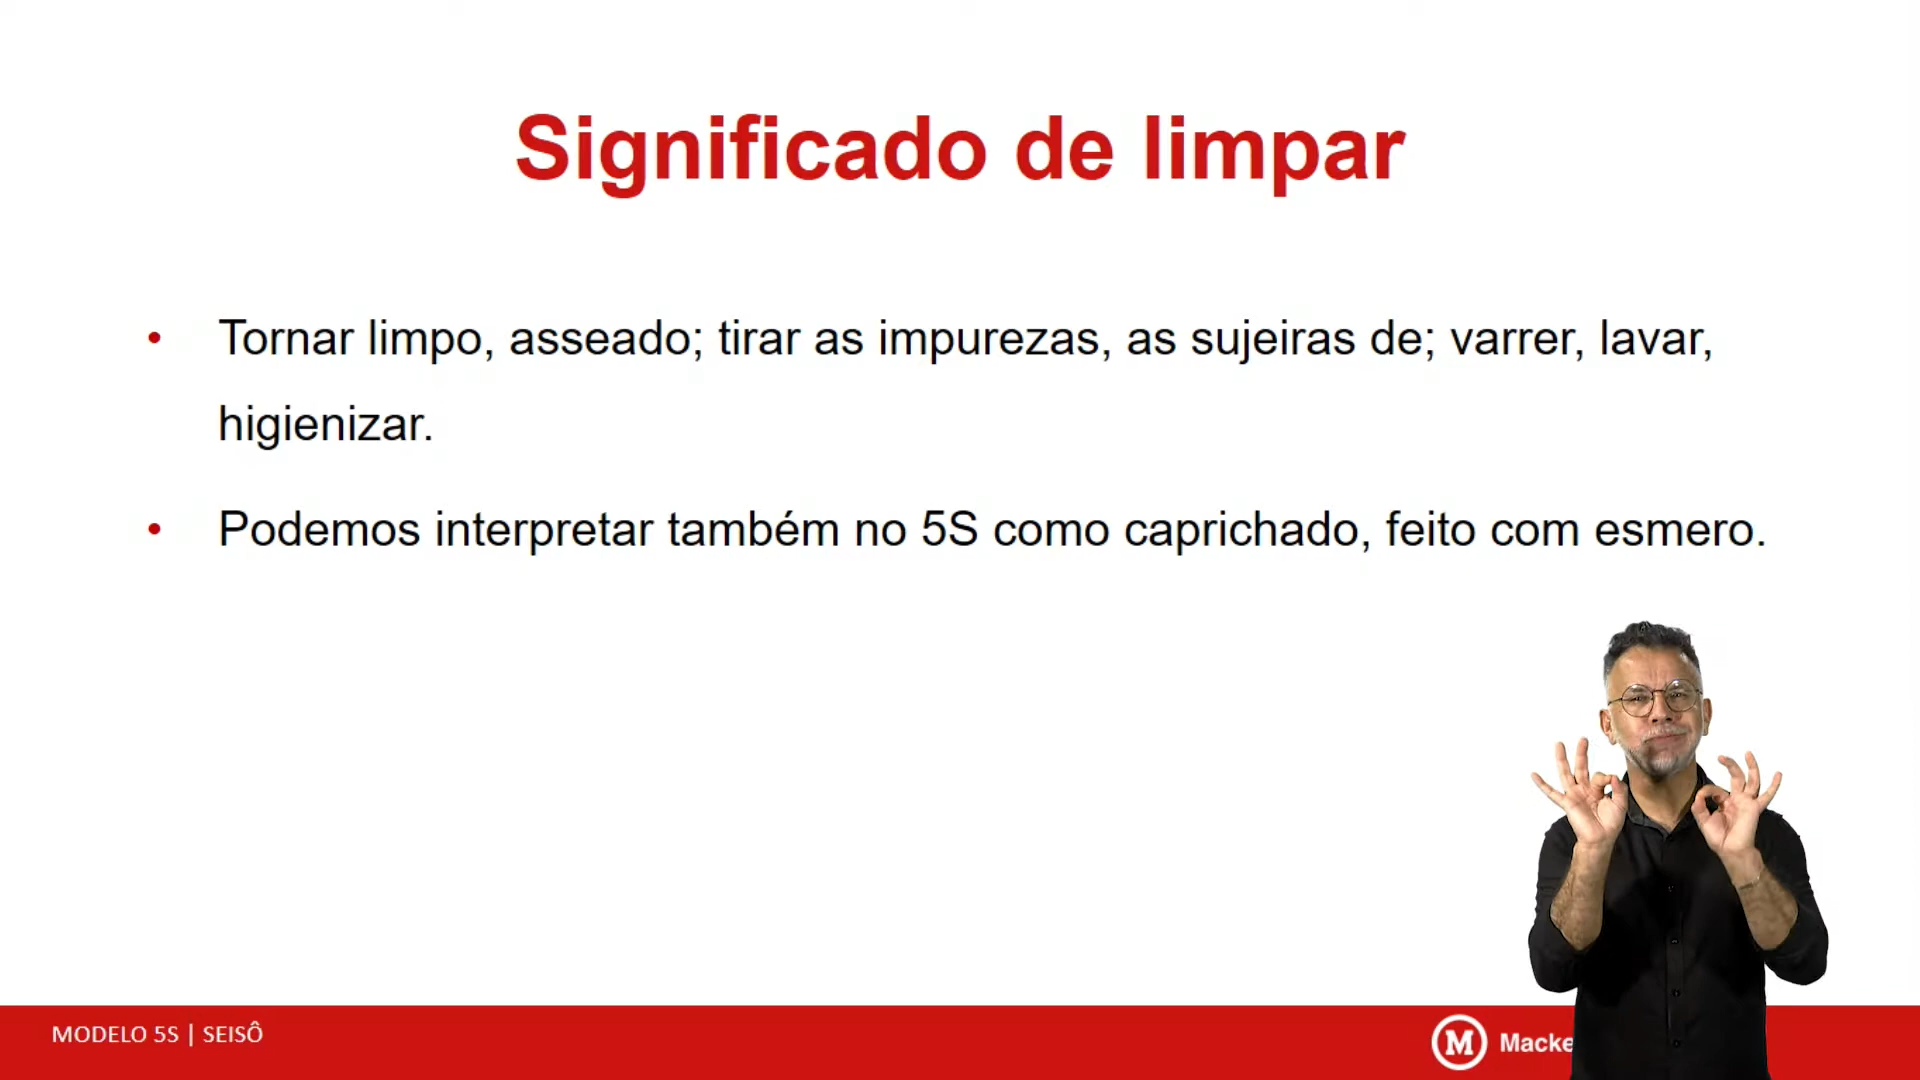 Significado de limpar
• Tornar limpo, asseado; tirar as impurezas, as sujeiras de; varrer, lavar,
higienizar.
• Podemos interpretar também no 5S como caprichado, feito com esmero.
MODELO 5S | SEISÔ
M Macke